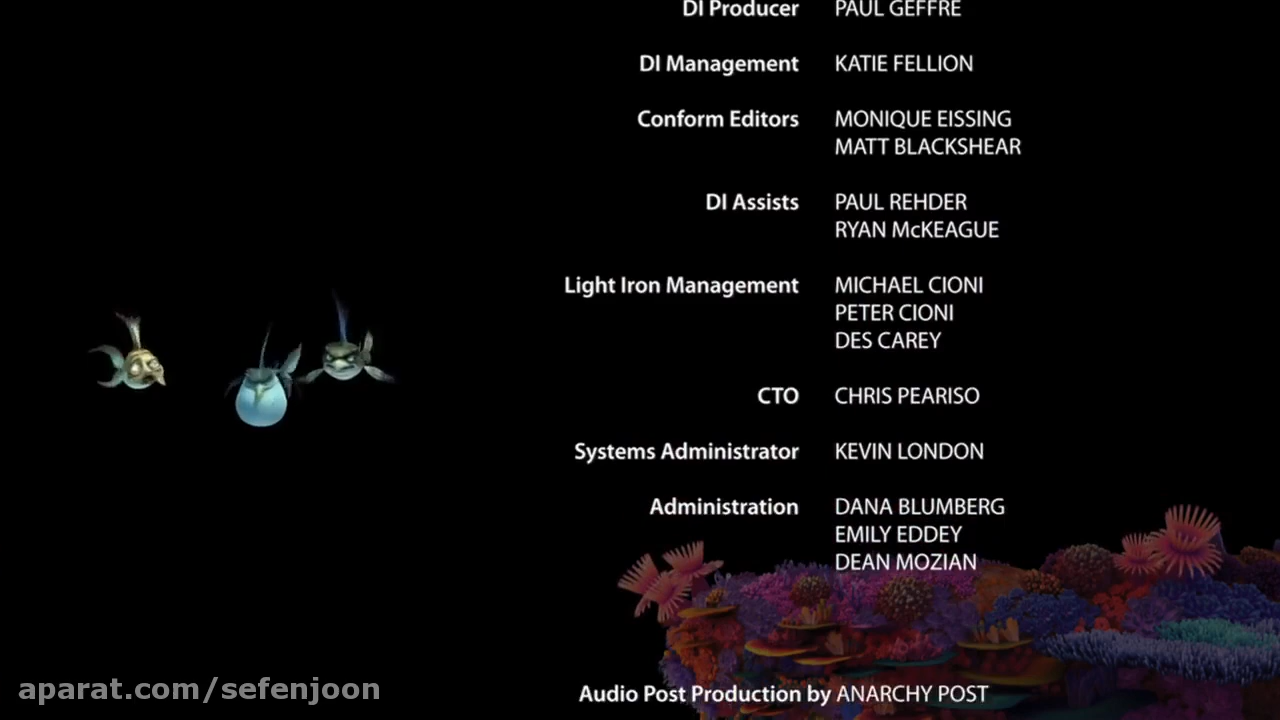 DI Producer PAUL GEFFRE
DI Management KATIE FELLION
Conform Editors MONIQUE EISSING
MATT BLACKSHEAR
DI Assists PAUL REHDER
RYAN McKEAGUE
Light Iron Management MICHAEL CIONI
PETER CIONI
DES CAREY
CTO CHRIS PEARISO
Systems Administrator KEVIN LONDON
Administration DANA BLUMBERG
EMILY EDDEY
DEAN MOZIAN
Audio Post Production by ANARCHY POST
aparat.com/sefenjoon